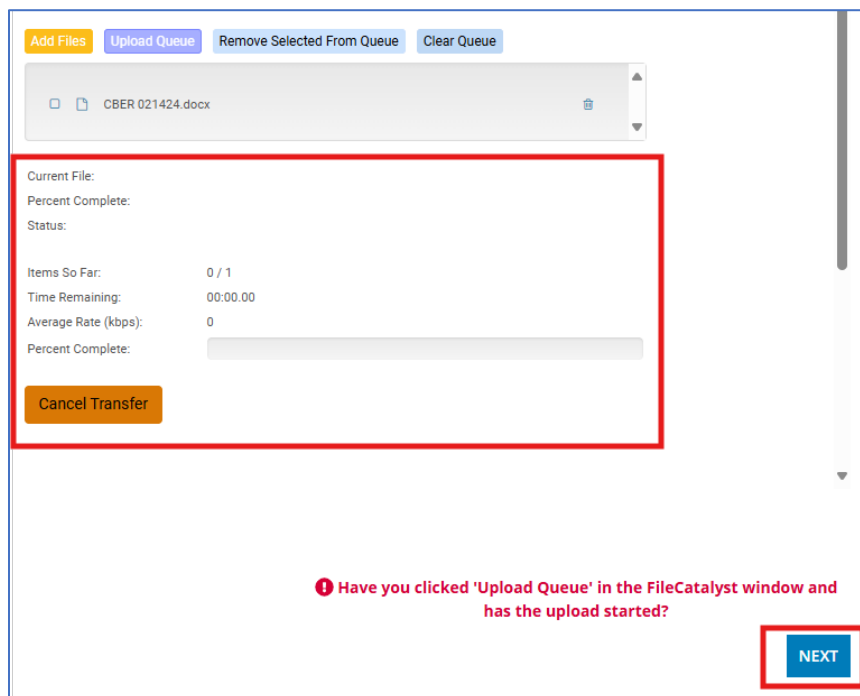 Add Files Upload Queue Remove Selected From Queue Clear Queue
CBER 021424.docx
Current File:
Percent Complete:
Status:
Items So Far: 0 / 1
Time Remaining: 00:00.00
Average Rate (kbps): 0
Percent Complete:
Cancel Transfer
Have you clicked 'Upload Queue' in the FileCatalyst window and
has the upload started?
NEXT